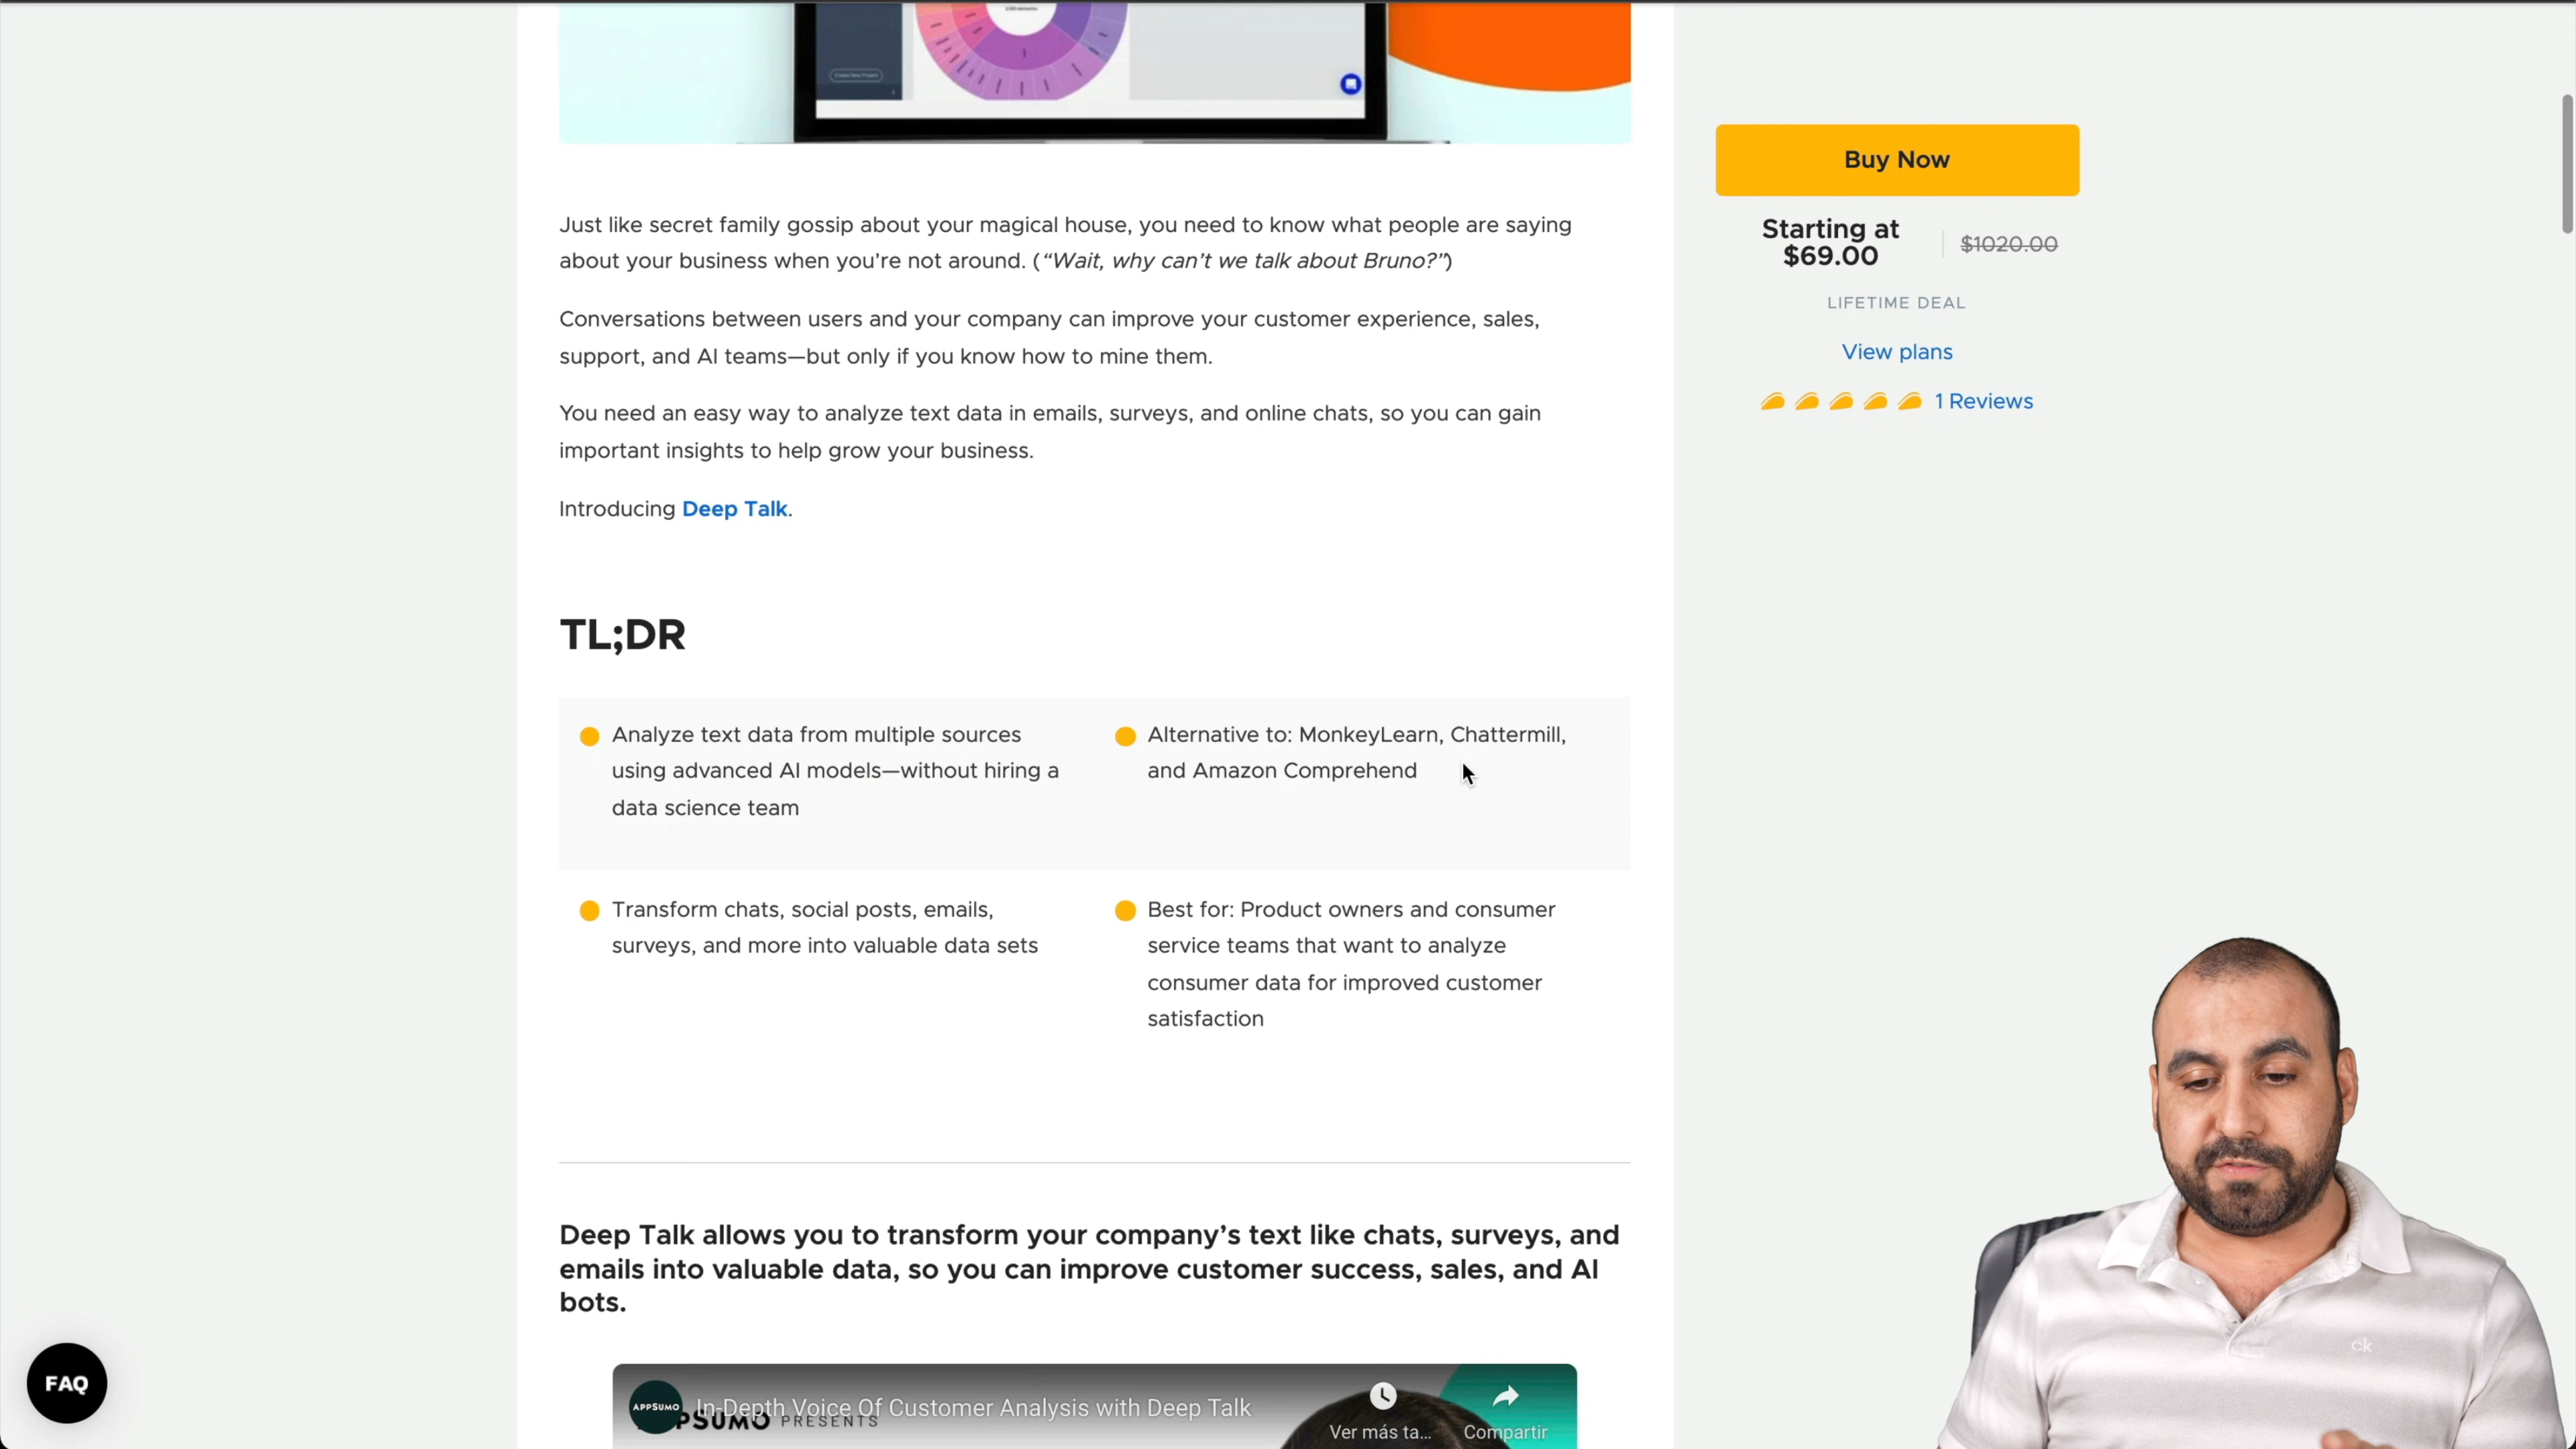 Create New Project
Just like secret family gossip about your magical house, you need to know what people are saying
about your business when you're not around. (“Wait, why can't we talk about Bruno?”)
Conversations between users and your company can improve your customer experience, sales,
support, and AI teams—but only if you know how to mine them.
You need an easy way to analyze text data in emails, surveys, and online chats, so you can gain
important insights to help grow your business.
Introducing Deep Talk.
TL;DR
Analyze text data from multiple sources
using advanced AI models—without hiring a
data science team
Alternative to: MonkeyLearn, Chattermill,
and Amazon Comprehend
Transform chats, social posts, emails,
surveys, and more into valuable data sets
Best for: Product owners and consumer
service teams that want to analyze
consumer data for improved customer
satisfaction
Deep Talk allows you to transform your company's text like chats, surveys, and
emails into valuable data, so you can improve customer success, sales, and AI
bots.
APPSUMO
In-Depth Voice Of Customer Analysis with Deep Talk
PSUMO PRESENTS
Ver más ta...
Compartir
Buy Now
Starting at
$69.00
$1020.00
LIFETIME DEAL
View plans
1 Reviews
FAQ
ck